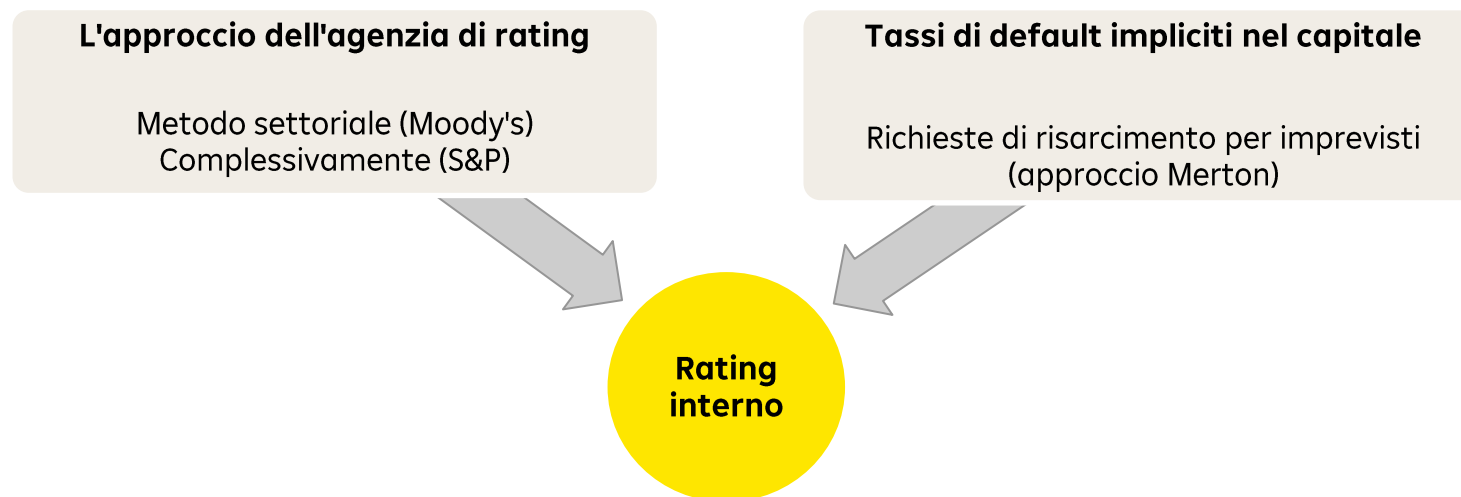 L'approccio dell'agenzia di rating
Metodo settoriale (Moody's)
Complessivamente (S&P)
Tassi di default impliciti nel capitale
Richieste di risarcimento per imprevisti
(approccio Merton)
Rating
interno